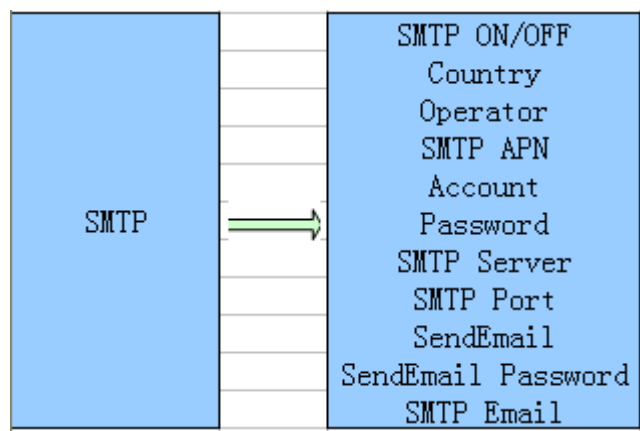 SMTP
SMTP ON/OFF
Country
Operator
SMTP APN
Account
Password
SMTP Server
SMTP Port
SendEmail
SendEmail Password
SMTP Email